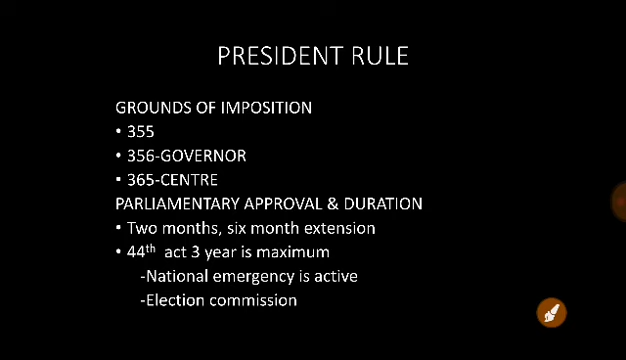 PRESIDENT RULE
GROUNDS OF IMPOSITION
• 355
• 356-GOVERNOR
• 365-CENTRE
PARLIAMENTARY APPROVAL & DURATION
• Two months, six month extension
• 44th act 3 year is maximum
-National emergency is active
-Election commission